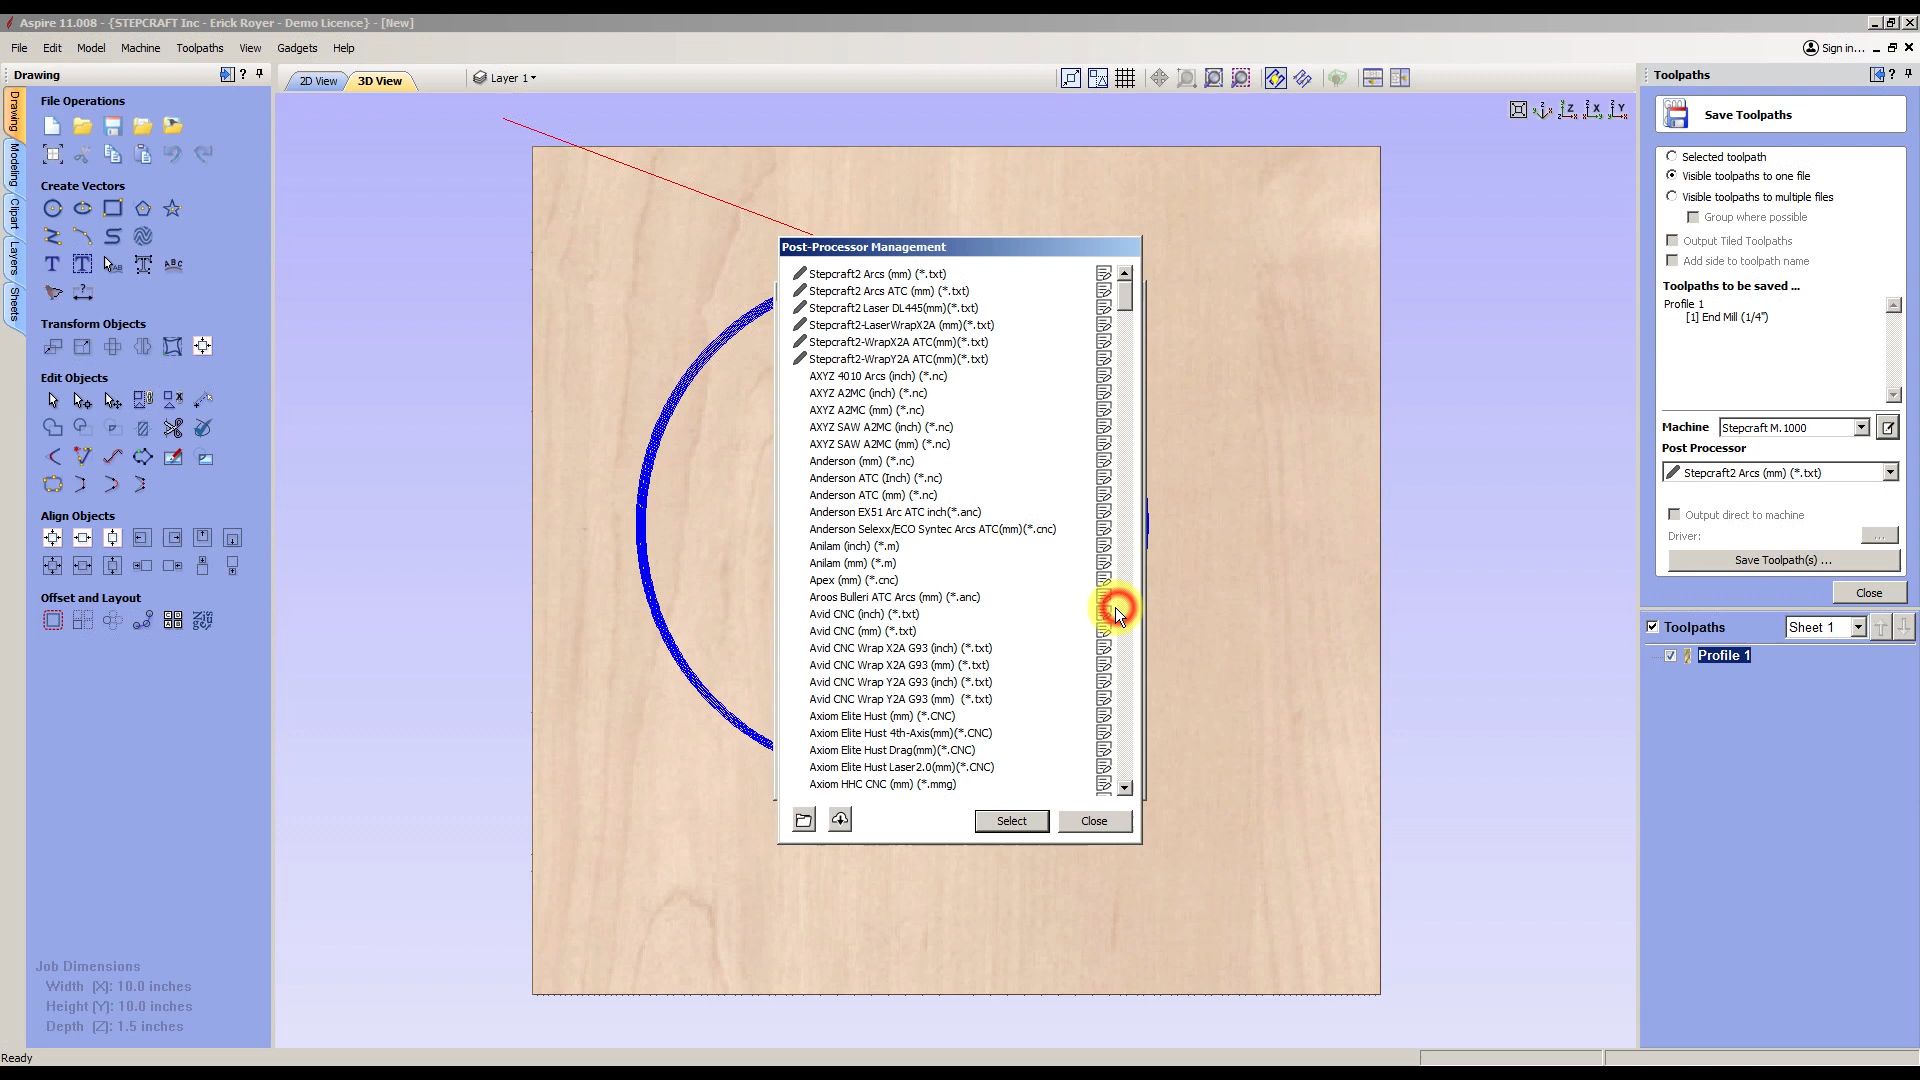 Aspire 11.008 - {STEPCRAFT Inc - Erick Royer - Demo Licence} - [New]
File Edit Model Machine Toolpaths View Gadgets Help
Sign in...
Drawing
2D View
3D View
Layer 1
Toolpaths
Drawing
Modeling
Clipart
Layers
Sheets
File Operations
Create Vectors
Transform Objects
Edit Objects
Align Objects
Offset and Layout
Job Dimensions
Width (X): 10.0 inches
Height (Y): 10.0 inches
Depth (Z): 1.5 inches
Ready
Post-Processor Management
Stepcraft2 Arcs (mm) (*.txt)
Stepcraft2 Arcs ATC (mm) (*.txt)
Stepcraft2 Laser DL445(mm)(*.txt)
Stepcraft2-LaserWrapX2A (mm)(*.txt)
Stepcraft2-WrapX2A ATC(mm)(*.txt)
Stepcraft2-WrapY2A ATC(mm)(*.txt)
AXYZ 4010 Arcs (inch) (*.nc)
AXYZ A2MC (inch) (*.nc)
AXYZ A2MC (mm) (*.nc)
AXYZ SAW A2MC (inch) (*.nc)
AXYZ SAW A2MC (mm) (*.nc)
Anderson (mm) (*.nc)
Anderson ATC (Inch) (*.nc)
Anderson ATC (mm) (*.nc)
Anderson EX51 Arc ATC inch(*.anc)
Anderson Selexx/ECO Syntec Arcs ATC(mm)(*.cnc)
Anilam (inch) (*.m)
Anilam (mm) (*.m)
Apex (mm) (*.cnc)
Aroos Bulleri ATC Arcs (mm) (*.anc)
Avid CNC (inch) (*.txt)
Avid CNC (mm) (*.txt)
Avid CNC Wrap X2A G93 (inch) (*.txt)
Avid CNC Wrap X2A G93 (mm) (*.txt)
Avid CNC Wrap Y2A G93 (inch) (*.txt)
Avid CNC Wrap Y2A G93 (mm) (*.txt)
Axiom Elite Hust (mm) (*.CNC)
Axiom Elite Hust 4th-Axis(mm)(*.CNC)
Axiom Elite Hust Drag(mm)(*.CNC)
Axiom Elite Hust Laser2.0(mm)(*.CNC)
Axiom HHC CNC (mm) (*.mmg)
Select
Close
Save Toolpaths
Selected toolpath
Visible toolpaths to one file
Visible toolpaths to multiple files
Group where possible
Output Tiled Toolpaths
Add side to toolpath name
Toolpaths to be saved ...
Profile 1
[1] End Mill (1/4")
Machine
Stepcraft M.1000
Post Processor
Stepcraft2 Arcs (mm) (*.txt)
Output direct to machine
Driver:
...
Save Toolpath(s) ...
Close
Toolpaths
Sheet 1
Profile 1